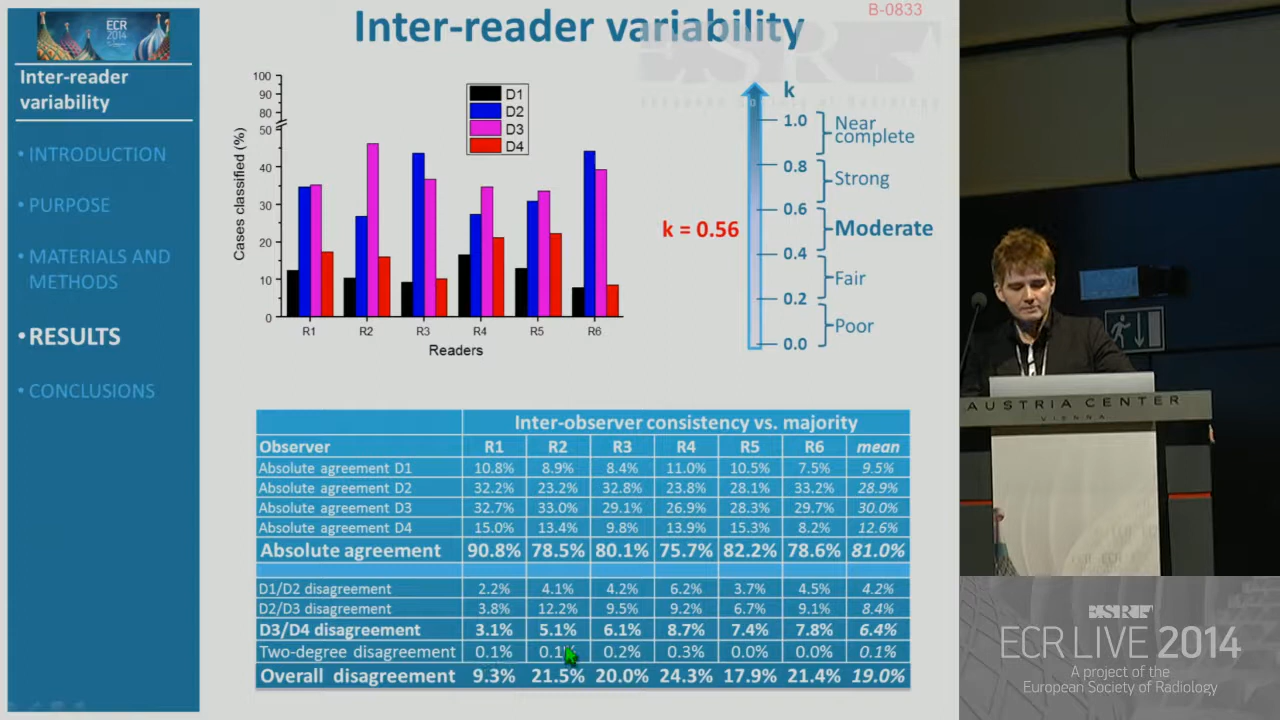 B-0833
Inter-reader variability
ECR
2014
Inter-reader
variability
• INTRODUCTION
• PURPOSE
• MATERIALS AND
METHODS
• RESULTS
• CONCLUSIONS
100
90
80
50
40
30
20
10
0
Cases classified (%)
D1
D2
D3
D4
R1 R2 R3 R4 R5 R6
Readers
k
1.0
0.8
0.6
0.4
0.2
0.0
Near
complete
Strong
Moderate
Fair
Poor
k = 0.56
Inter-observer consistency vs. majority
Observer R1 R2 R3 R4 R5 R6 mean
Absolute agreement D1 10.8% 8.9% 8.4% 11.0% 10.5% 7.5% 9.5%
Absolute agreement D2 32.2% 23.2% 32.8% 23.8% 28.1% 33.2% 28.9%
Absolute agreement D3 32.7% 33.0% 29.1% 26.9% 28.3% 29.7% 30.0%
Absolute agreement D4 15.0% 13.4% 9.8% 13.9% 15.3% 8.2% 12.6%
Absolute agreement 90.8% 78.5% 80.1% 75.7% 82.2% 78.6% 81.0%
D1/D2 disagreement 2.2% 4.1% 4.2% 6.2% 3.7% 4.5% 4.2%
D2/D3 disagreement 3.8% 12.2% 9.5% 9.2% 6.7% 9.1% 8.4%
D3/D4 disagreement 3.1% 5.1% 6.1% 8.7% 7.4% 7.8% 6.4%
Two-degree disagreement 0.1% 0.1% 0.2% 0.3% 0.0% 0.0% 0.1%
Overall disagreement 9.3% 21.5% 20.0% 24.3% 17.9% 21.4% 19.0%
AUSTRIA CENTER
VIENNA
ECR LIVE 2014
A project of the
European Society of Radiology